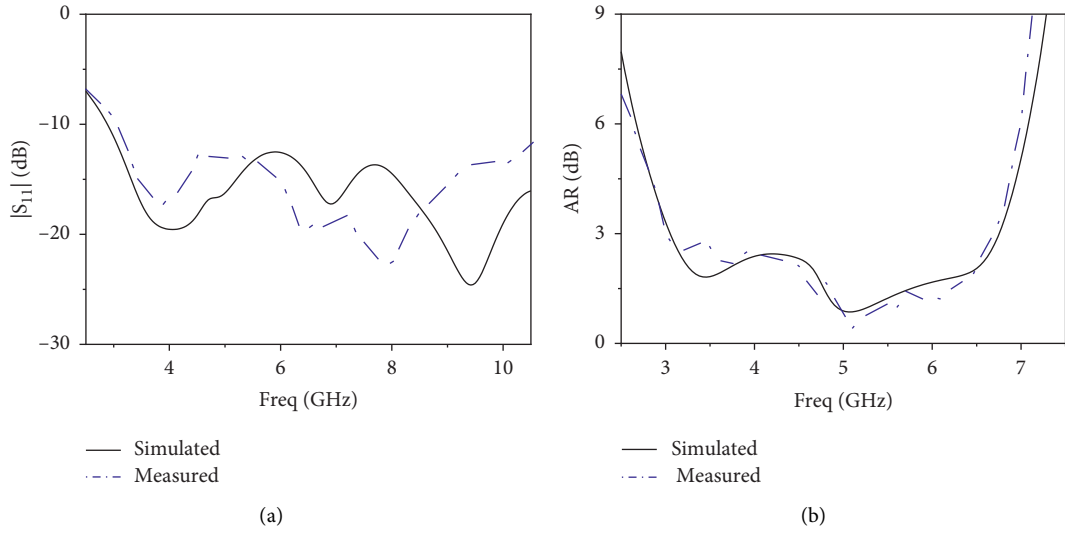 0
−10
−20
−30
|S11| (dB)
4 6 8 10
Freq (GHz)
Simulated
Measured
(a)
9
6
3
0
AR (dB)
3 4 5 6 7
Freq (GHz)
Simulated
Measured
(b)